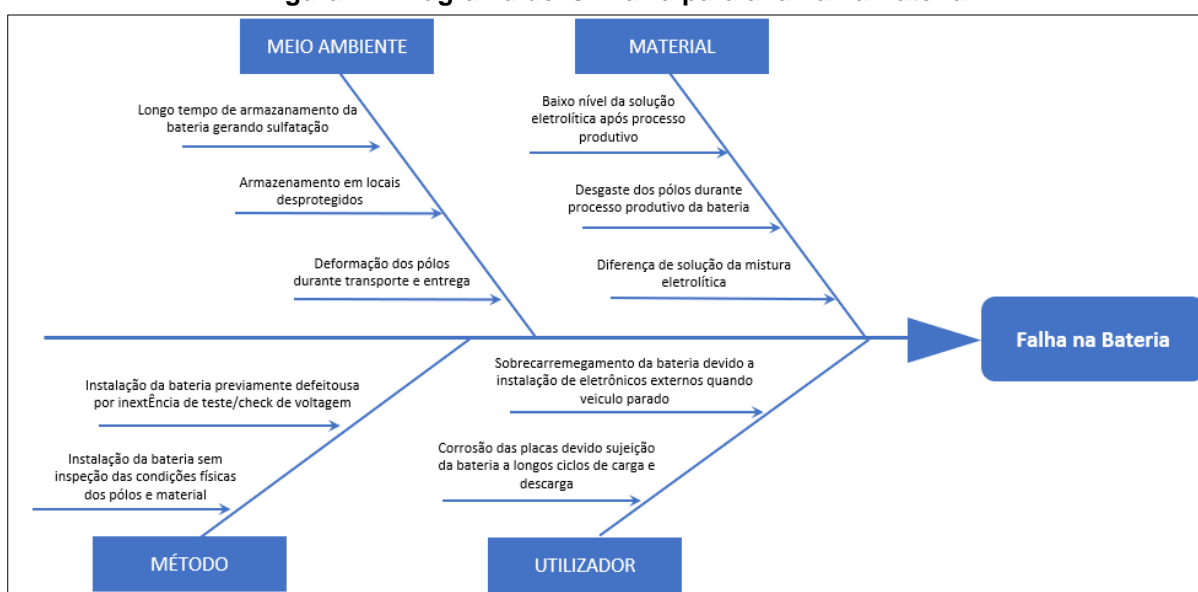 MEIO AMBIENTE
MATERIAL
Longo tempo de armazanamento da
bateria gerando sulfatação
Armazenamento em locais
desprotegidos
Deformação dos pólos
durante transporte e entrega
Baixo nível da solução
eletrolítica após processo
produtivo
Desgaste dos pólos durante
processo produtivo da bateria
Diferença de solução da mistura
eletrolítica
Falha na Bateria
Instalação da bateria previamente defeitousa
por inextÊncia de teste/check de voltagem
Instalação da bateria sem
inspeção das condições físicas
dos pólos e material
Sobrecarremegamento da bateria devido a
instalação de eletrônicos externos quando
veiculo parado
Corrosão das placas devido sujeição
da bateria a longos ciclos de carga e
descarga
MÉTODO
UTILIZADOR